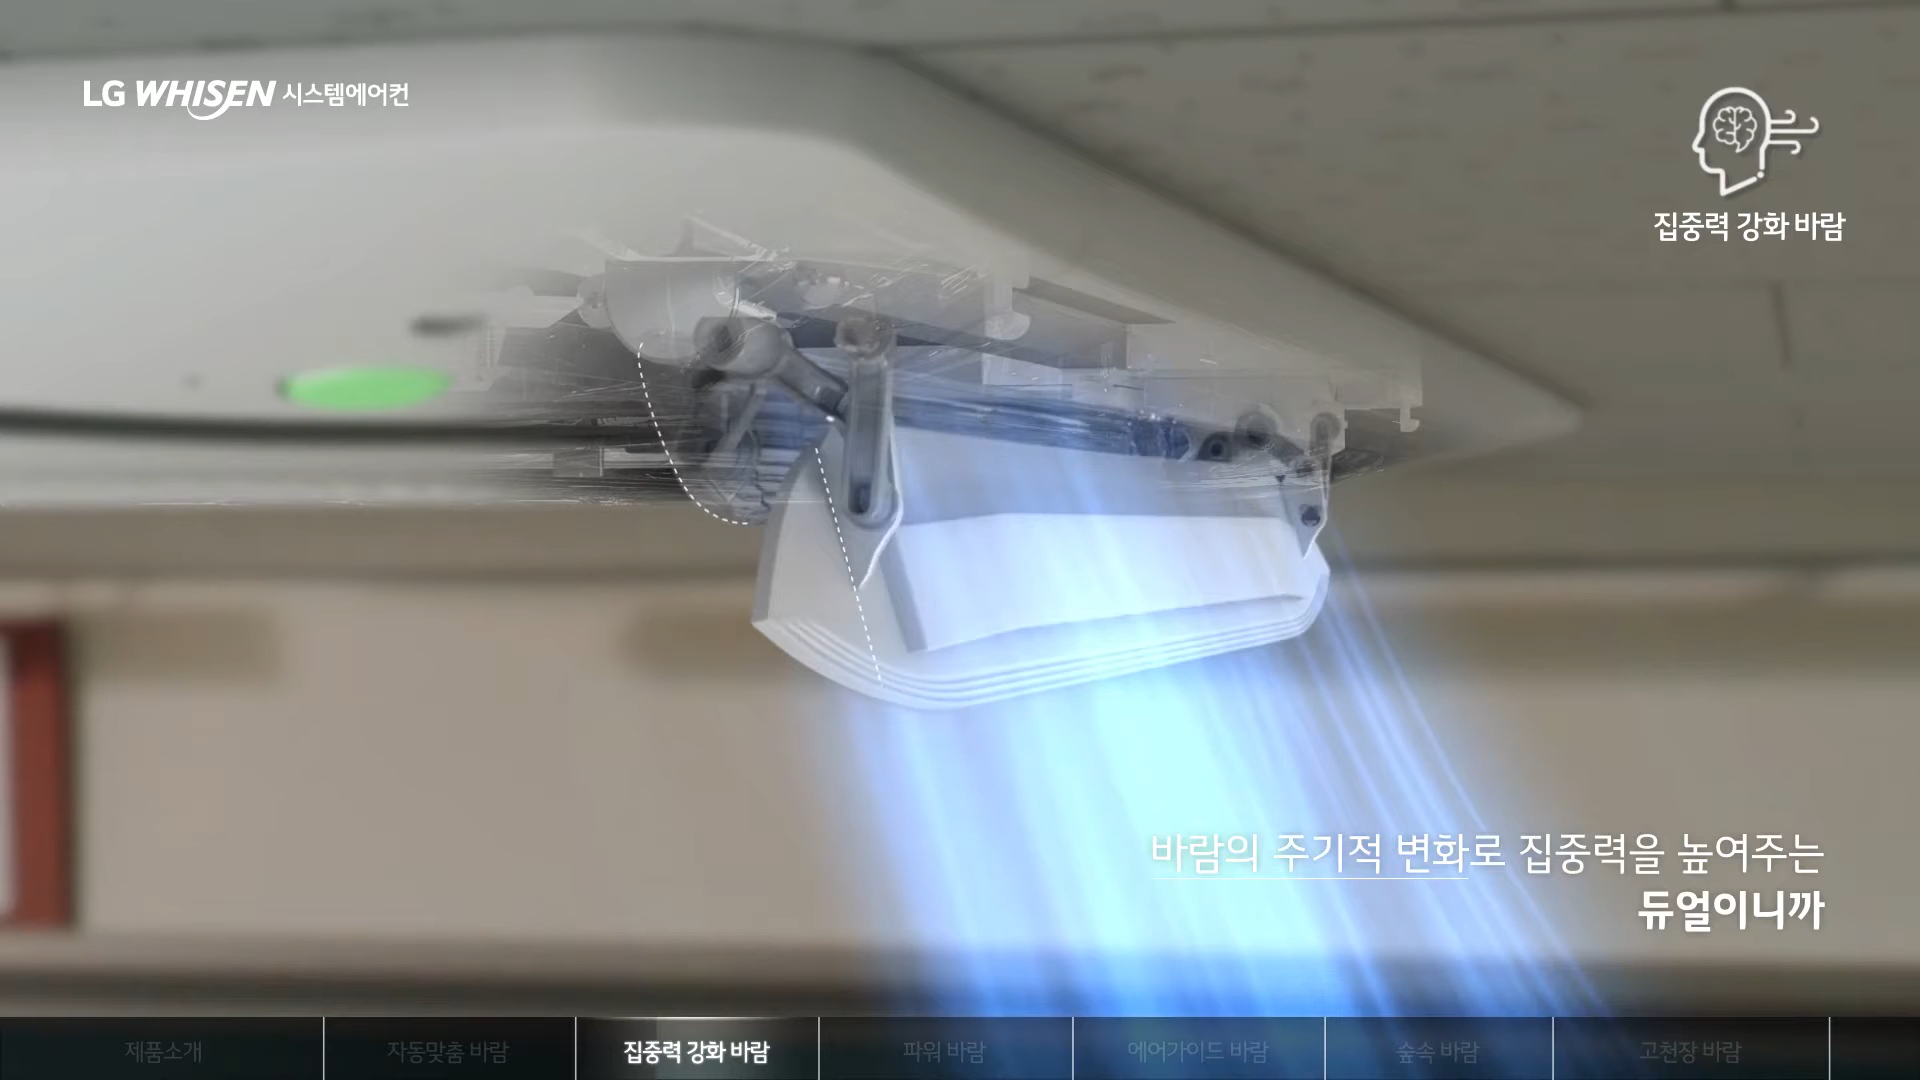 LG WHISEN 시스템에어컨
집중력 강화 바람
바람의 주기적 변화로 집중력을 높여주는
듀얼이니까
제품소개
자동맞춤 바람
집중력 강화 바람
파워 바람
에어가이드 바람
숲속 바람
고천장 바람